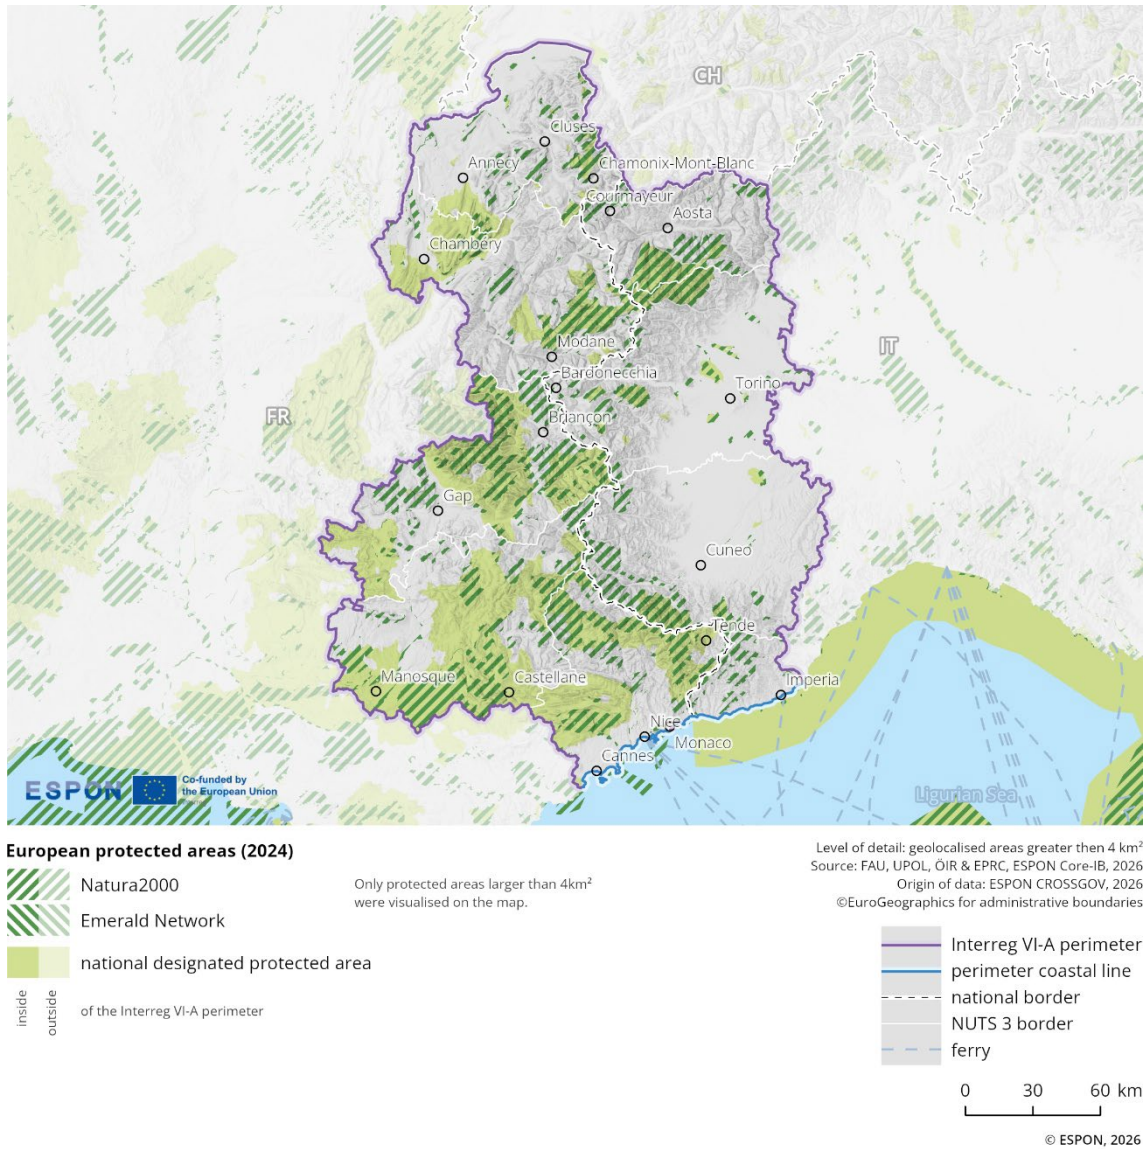 CH
Cluses
Annecy
Chamonix-Mont-Blanc
Courmayeur
Aosta
Chambéry
IT
Modane
Bardonecchia
Torino
FR
Briançon
Gap
Cuneo
Tende
Manosque
Castellane
Imperia
Nice
Monaco
Cannes
Ligurian Sea
ESPON
Co-funded by
the European Union
European protected areas (2024)
Natura2000
Emerald Network
national designated protected area
inside
outside
of the Interreg VI-A perimeter
Only protected areas larger than 4km²
were visualised on the map.
Level of detail: geolocalised areas greater then 4 km²
Source: FAU, UPOL, ÖIR & EPRC, ESPON Core-IB, 2026
Origin of data: ESPON CROSSGOV, 2026
©EuroGeographics for administrative boundaries
Interreg VI-A perimeter
perimeter coastal line
national border
NUTS 3 border
ferry
0 30 60 km
© ESPON, 2026